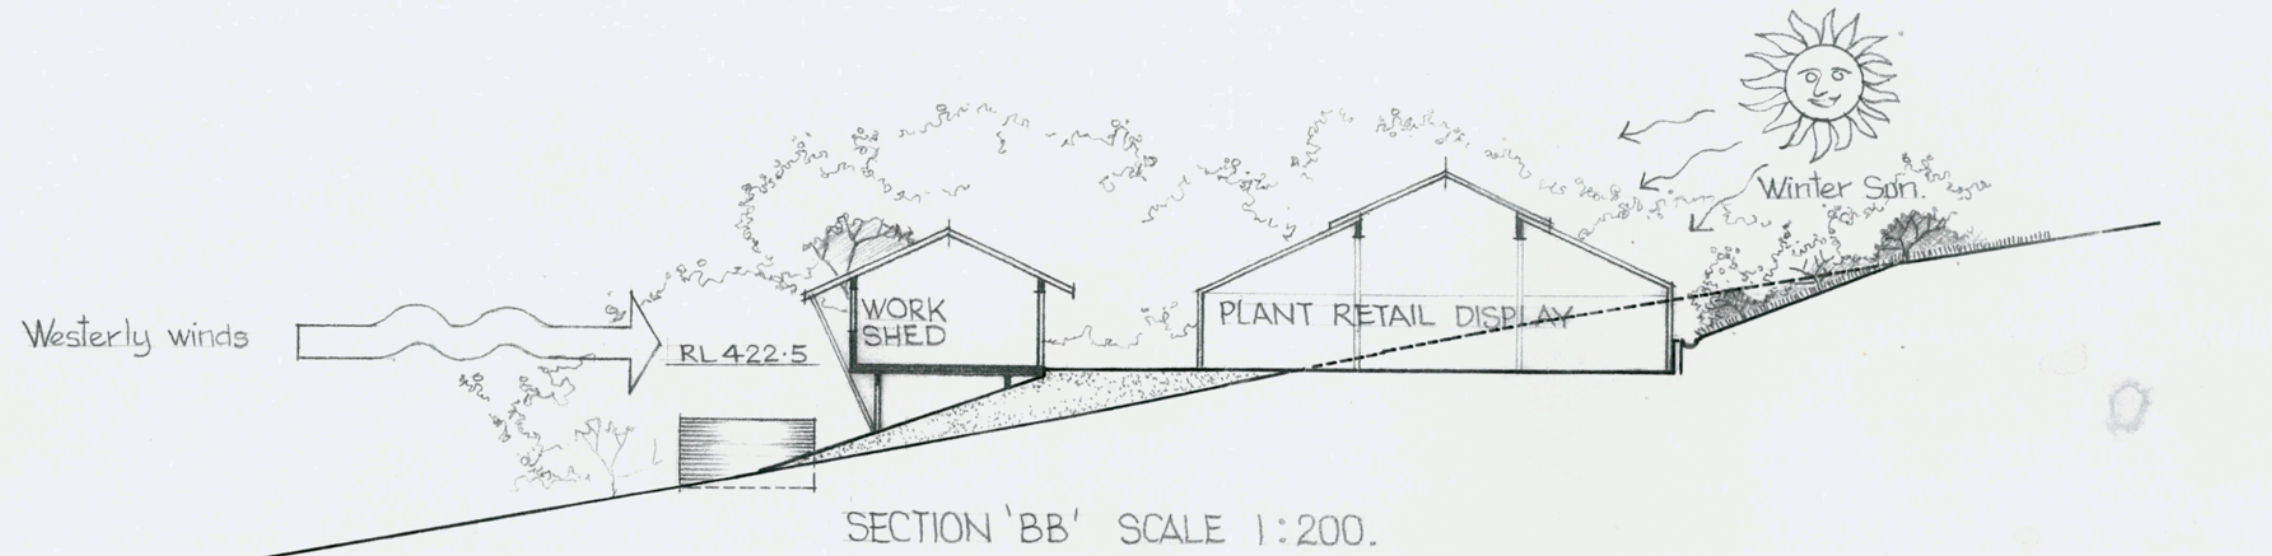 Winter Sun.
WORK
SHED
PLANT RETAIL DISPLAY
Westerly winds
RL 422·5
SECTION 'BB' SCALE 1:200.